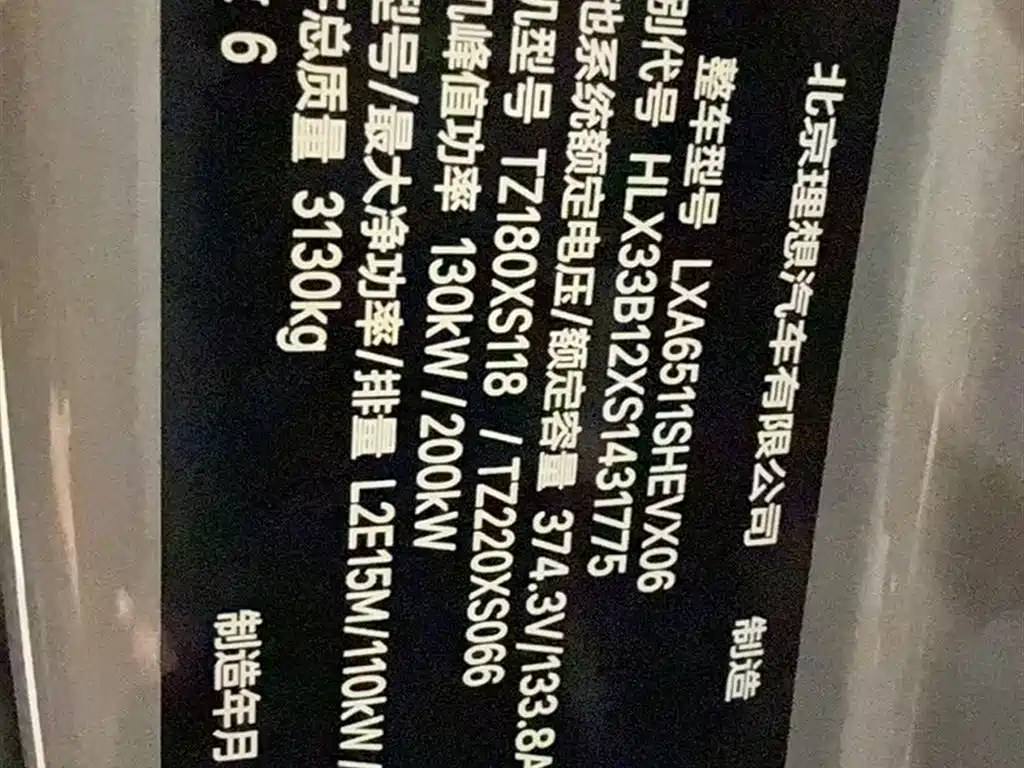 北京理想汽车有限公司 制造
整车型号 LXA6511SHEVX06
别代号 HLX33B12XS1431775
池系统额定电压/额定容量 374.3V/133.8A
机型号 TZ180XS118 / TZ220XS066
机峰值功率 130kW / 200kW
型号/最大净功率/排量 L2E15M/110kW/
总质量 3130kg
6 制造年月